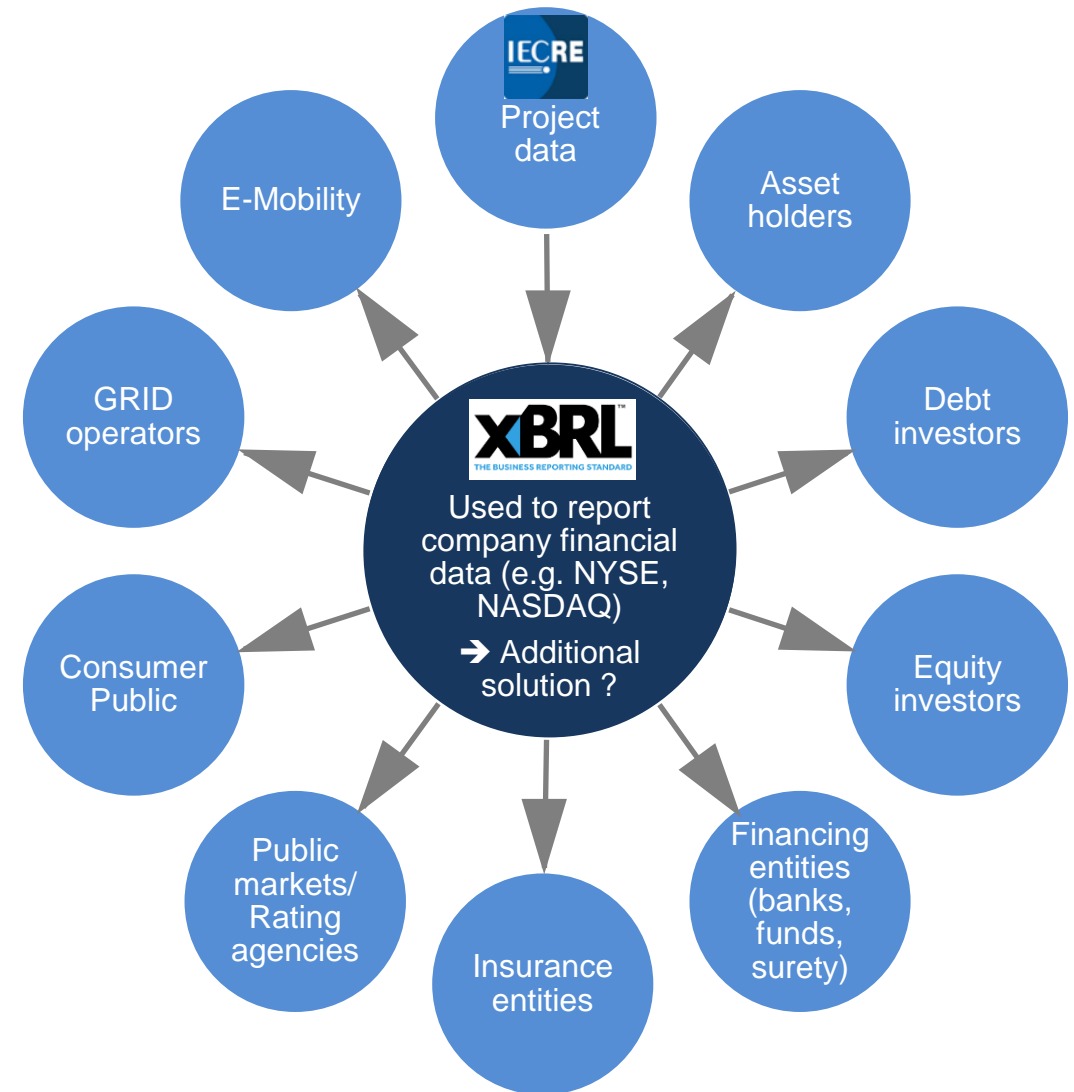 IECRE
Project
data
Asset
holders
Debt
investors
Equity
investors
Financing
entities
(banks,
funds,
surety)
Insurance
entities
Public
markets/
Rating
agencies
Consumer
Public
GRID
operators
E-Mobility
XBRL™
THE BUSINESS REPORTING STANDARD
Used to report
company financial
data (e.g. NYSE,
NASDAQ)
➔ Additional
solution ?